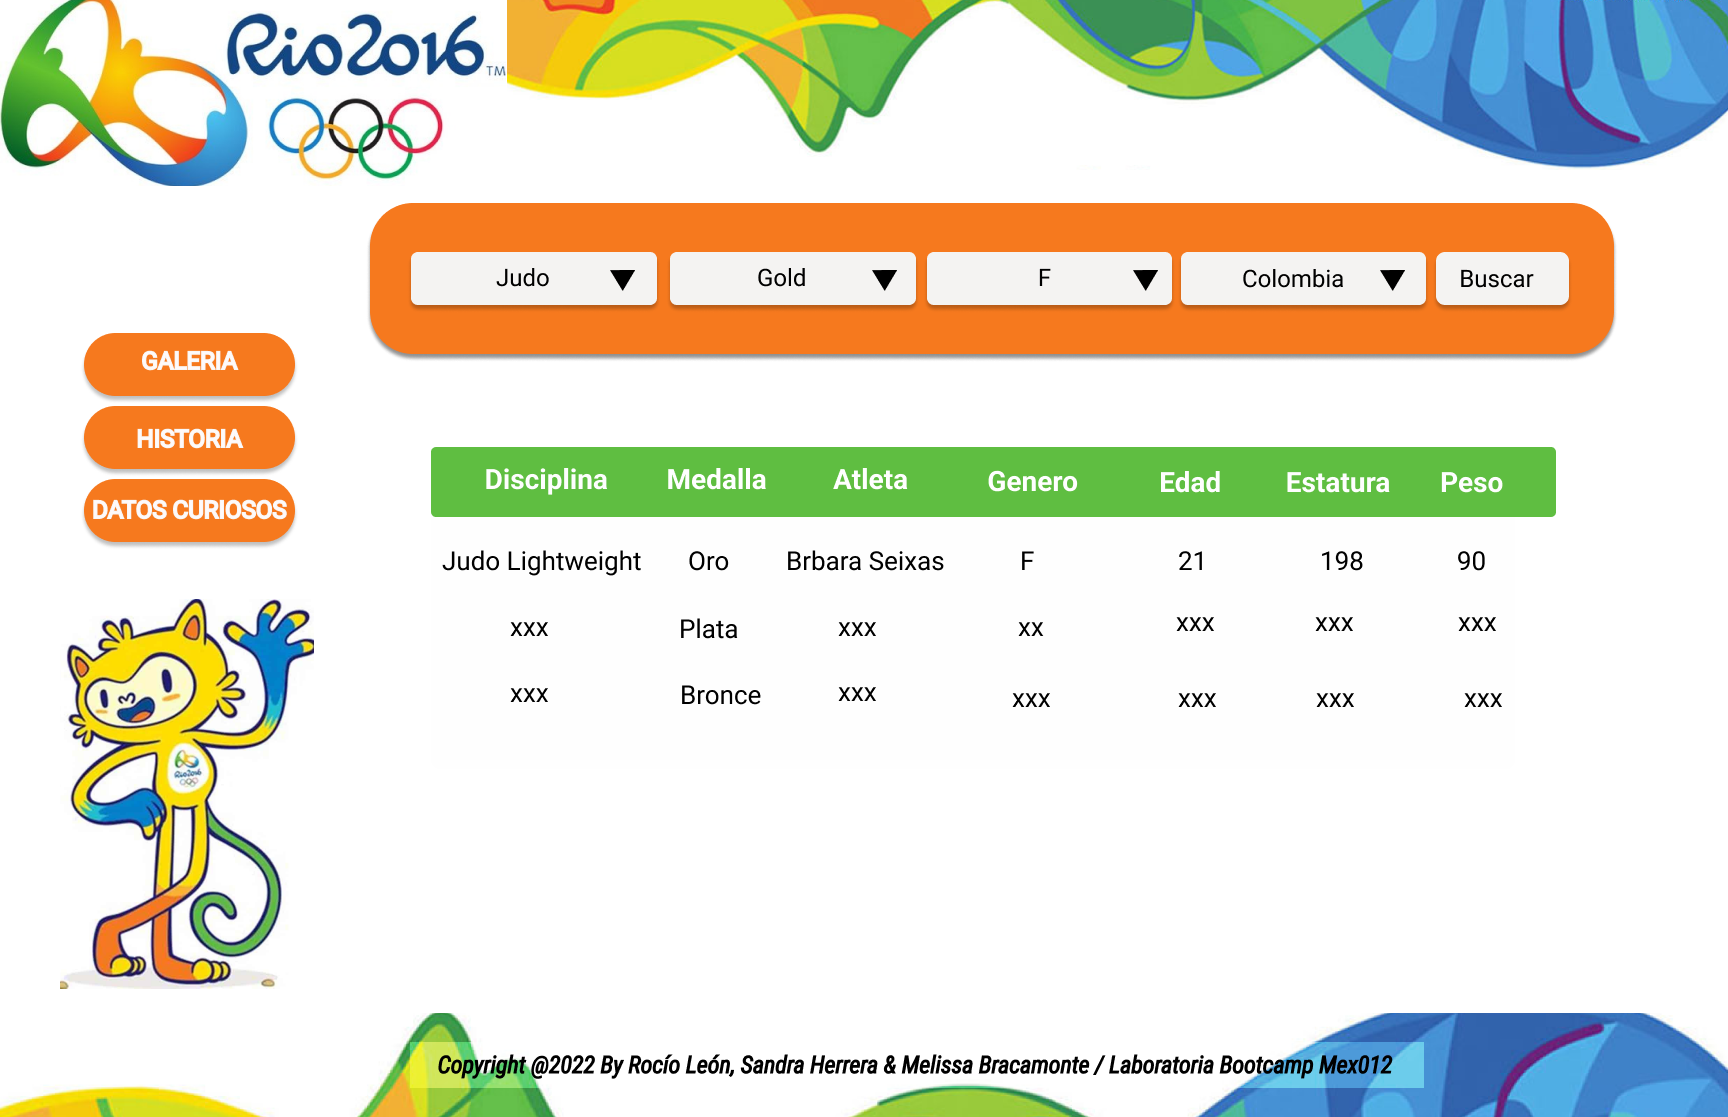 Rio2016 TM
Judo Gold F Colombia Buscar
GALERIA
HISTORIA
DATOS CURIOSOS
Disciplina Medalla Atleta Genero Edad Estatura Peso
Judo Lightweight Oro Brbara Seixas F 21 198 90
xxx Plata xxx xx xxx xxx xxx
xxx Bronce xxx xxx xxx xxx xxx
Rio2016
Copyright @2022 By Rocío León, Sandra Herrera & Melissa Bracamonte / Laboratoria Bootcamp Mex012